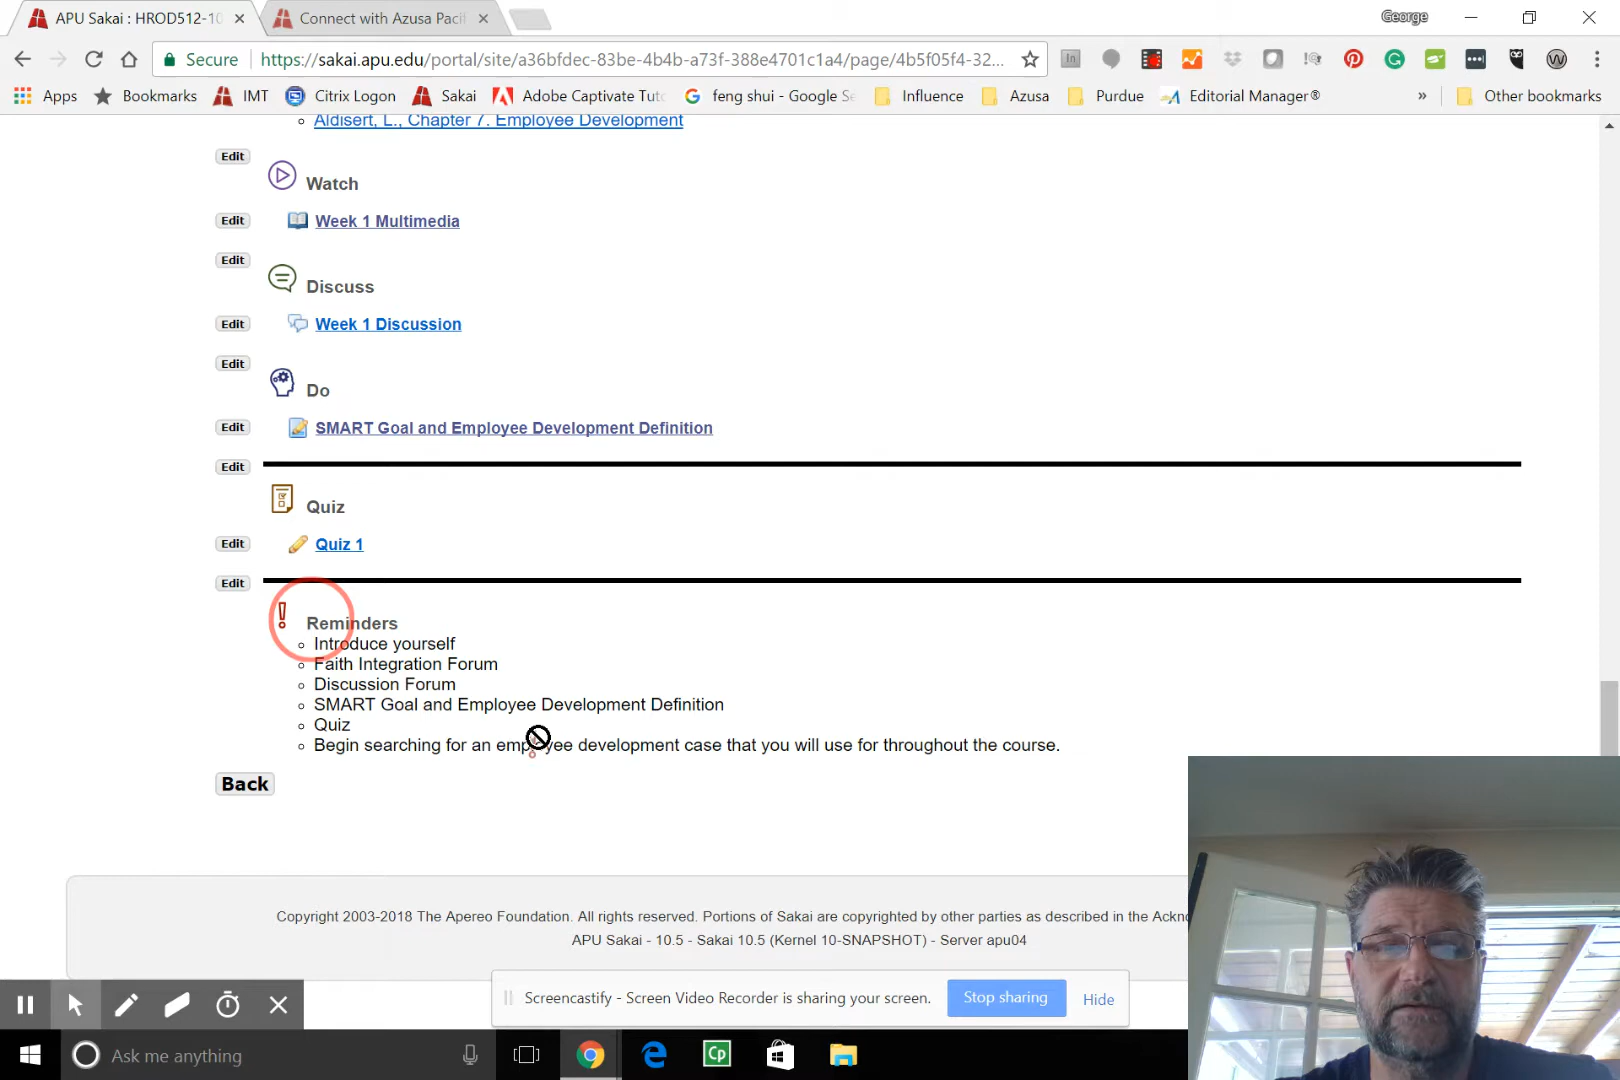 APU Sakai : HROD512-10
Connect with Azusa Pacif
George
Secure
https://sakai.apu.edu/portal/site/a36bfdec-83be-4b4b-a73f-388e4701c1a4/page/4b5f05f4-32...
Apps
Bookmarks
IMT
Citrix Logon
Sakai
Adobe Captivate Tuto
feng shui - Google Se
Influence
Azusa
Purdue
Editorial Manager®
»
Other bookmarks
Aldisert, L., Chapter 7. Employee Development
Edit
Watch
Edit
Week 1 Multimedia
Edit
Discuss
Edit
Week 1 Discussion
Edit
Do
Edit
SMART Goal and Employee Development Definition
Edit
Quiz
Edit
Quiz 1
Edit
Reminders
Introduce yourself
Faith Integration Forum
Discussion Forum
SMART Goal and Employee Development Definition
Quiz
Begin searching for an employee development case that you will use for throughout the course.
Back
Copyright 2003-2018 The Apereo Foundation. All rights reserved. Portions of Sakai are copyrighted by other parties as described in the Ackno
APU Sakai - 10.5 - Sakai 10.5 (Kernel 10-SNAPSHOT) - Server apu04
Screencastify - Screen Video Recorder is sharing your screen.
Stop sharing
Hide
Ask me anything
Cp